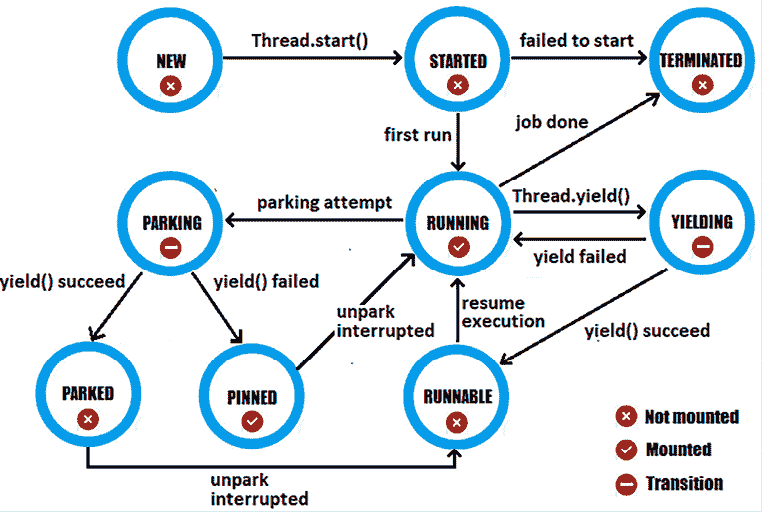 Thread.start()
failed to start
NEW
STARTED
TERMINATED
first run
job done
parking attempt
Thread.yield()
PARKING
RUNNING
YIELDING
yield failed
yield() succeed
yield() failed
unpark
interrupted
resume
execution
yield() succeed
PARKED
PINNED
RUNNABLE
Not mounted
Mounted
Transition
unpark
interrupted